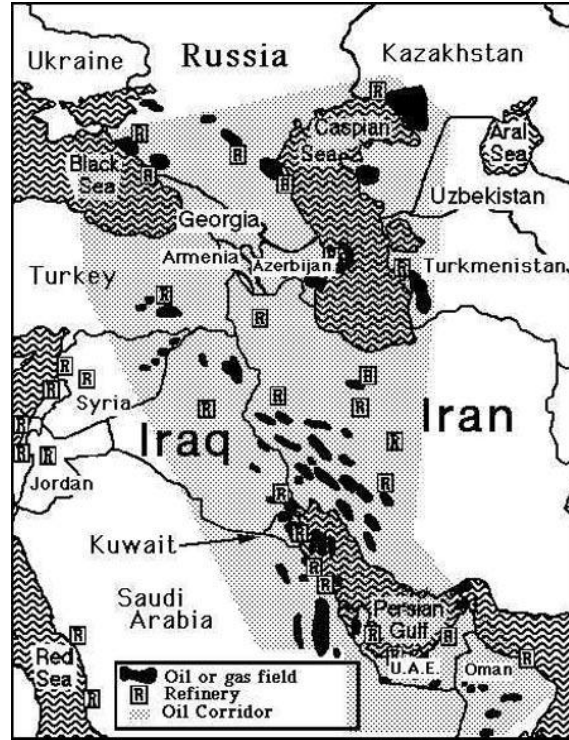 Ukraine
Russia
Kazakhstan
R
R
Caspian
Sea
Aral
Sea
R
Black
Sea
R
R
Uzbekistan
Georgia
Armenia
Azerbijan
R
Turkmenistan
Turkey
R
R
R
R
R
Syria
R
R
R
R
Iraq
Iran
R
R
R
Jordan
R
R
R
Kuwait
R
R
Saudi
Arabia
Persian
Gulf
R
R
R
Red
Sea
R
R
U.A.E.
Oman
R
Oil or gas field
R Refinery
Oil Corridor